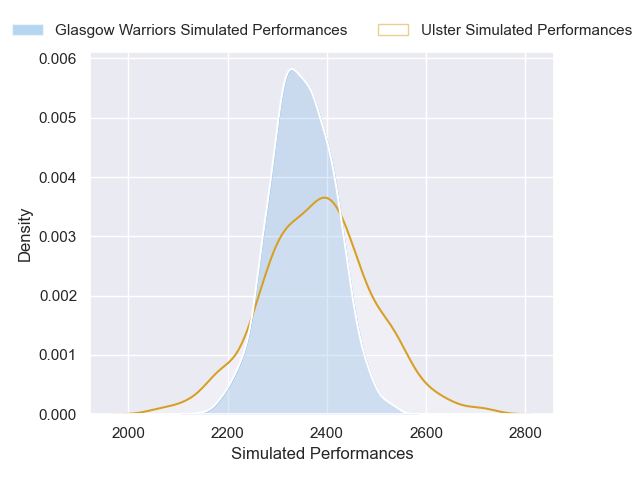 Glasgow Warriors Simulated Performances Ulster Simulated Performances
0.006
0.005
0.004
0.003
0.002
0.001
0.000
Density
2000 2200 2400 2600 2800
Simulated Performances